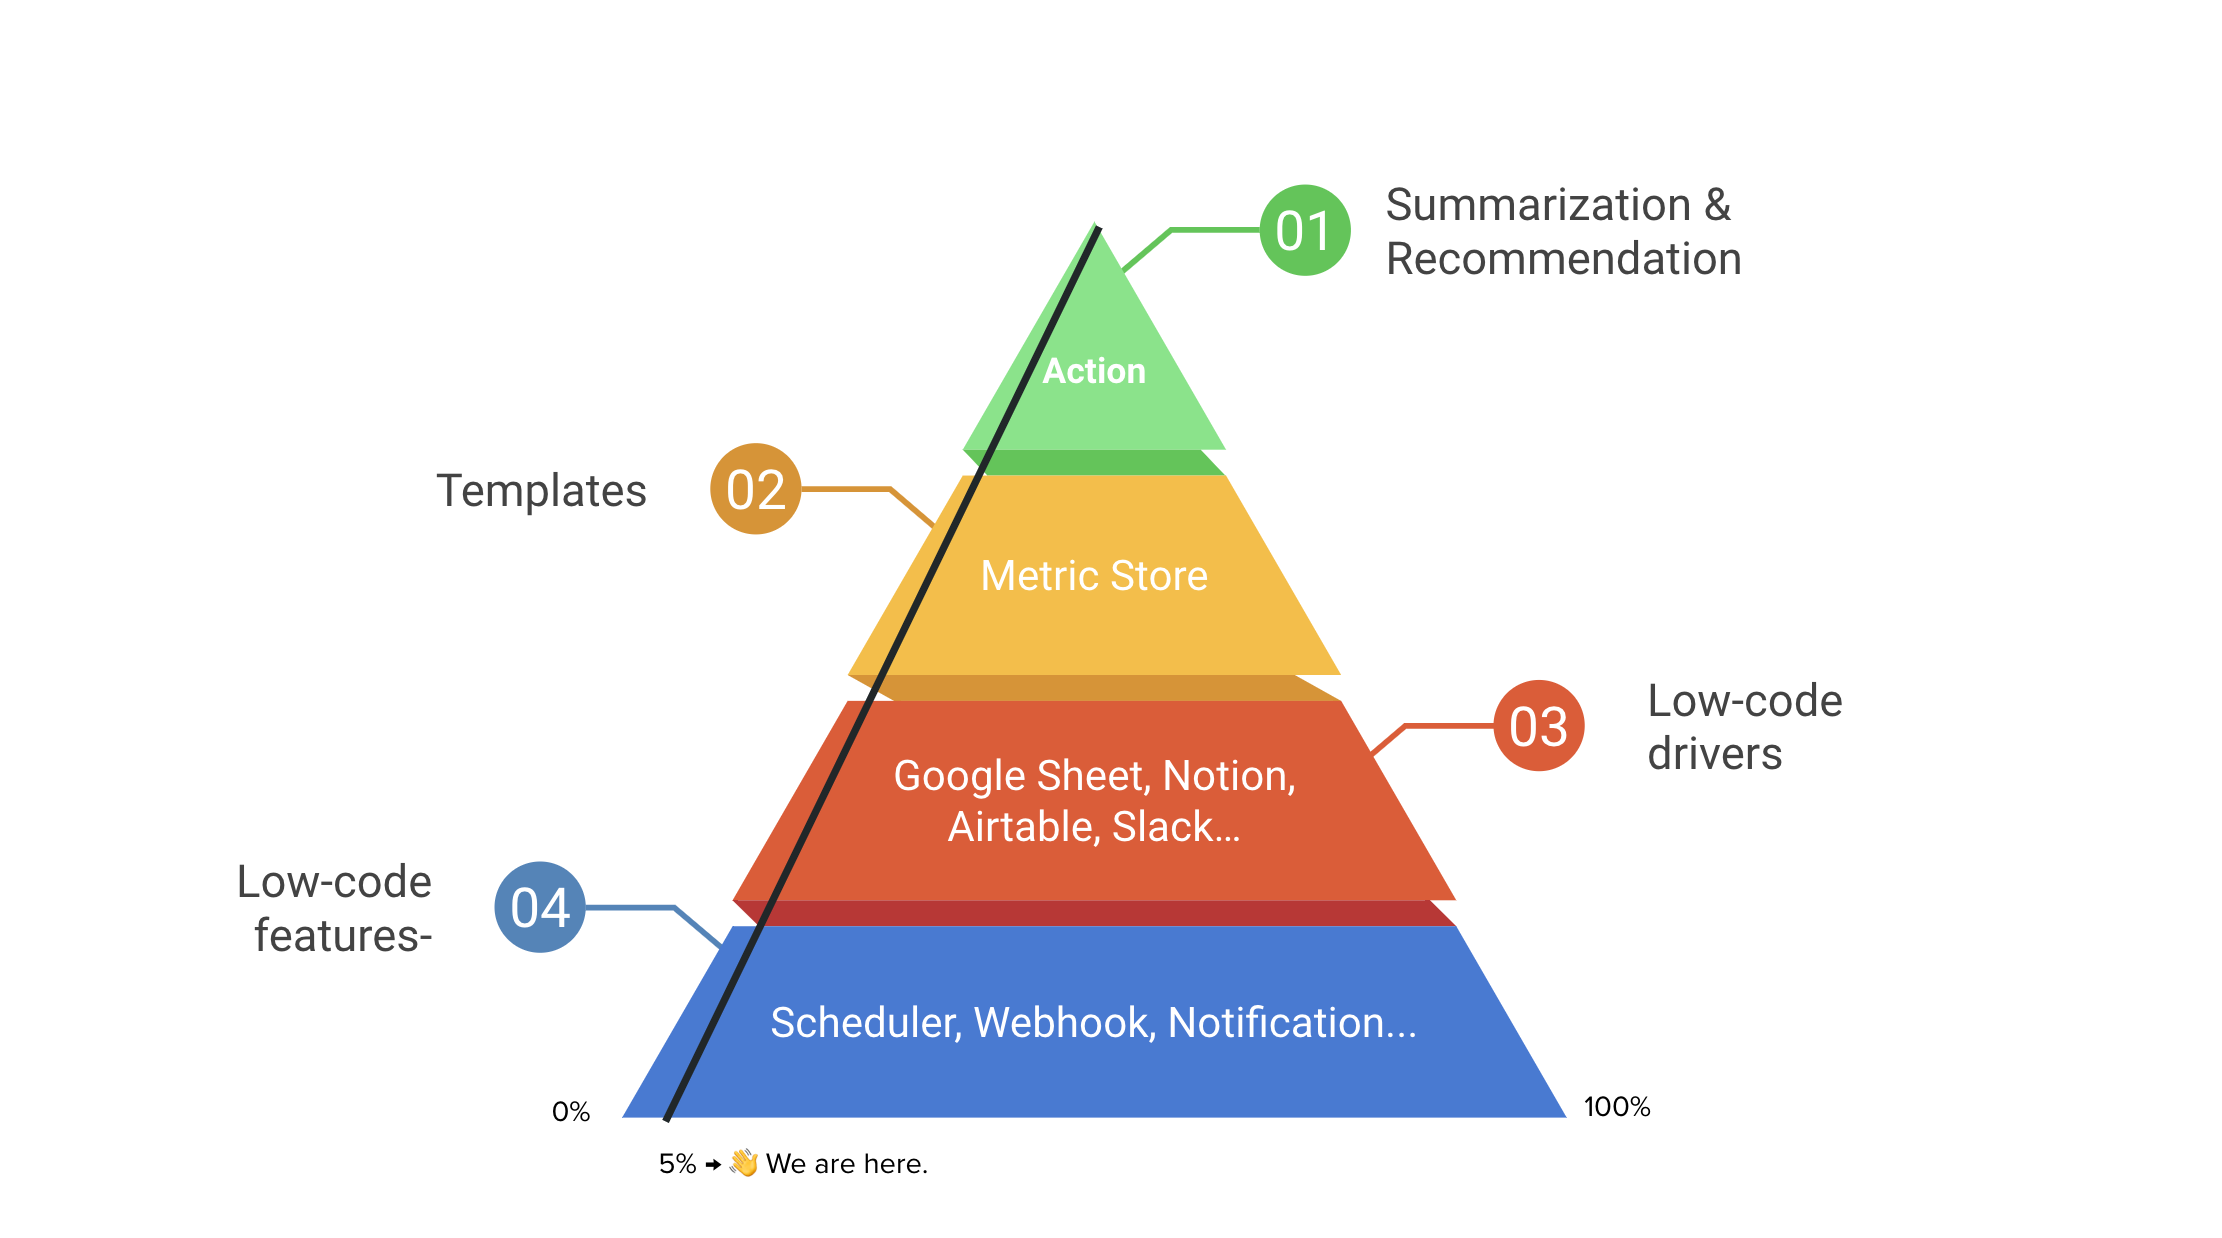 01
Summarization &
Recommendation
Action
02
Templates
Metric Store
03
Low-code
drivers
Google Sheet, Notion,
Airtable, Slack...
04
Low-code
features-
Scheduler, Webhook, Notification...
0%
100%
5% ➡ 👋 We are here.